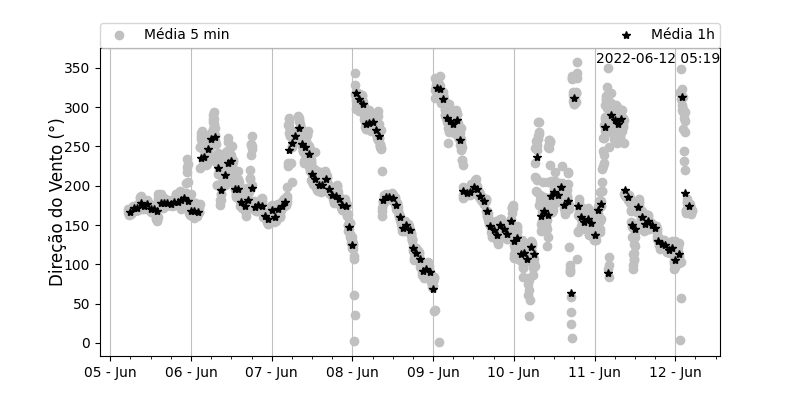 Média 5 min
Média 1h
2022-06-12 05:19
Direção do Vento (°)
350
300
250
200
150
100
50
0
05 - Jun
06 - Jun
07 - Jun
08 - Jun
09 - Jun
10 - Jun
11 - Jun
12 - Jun